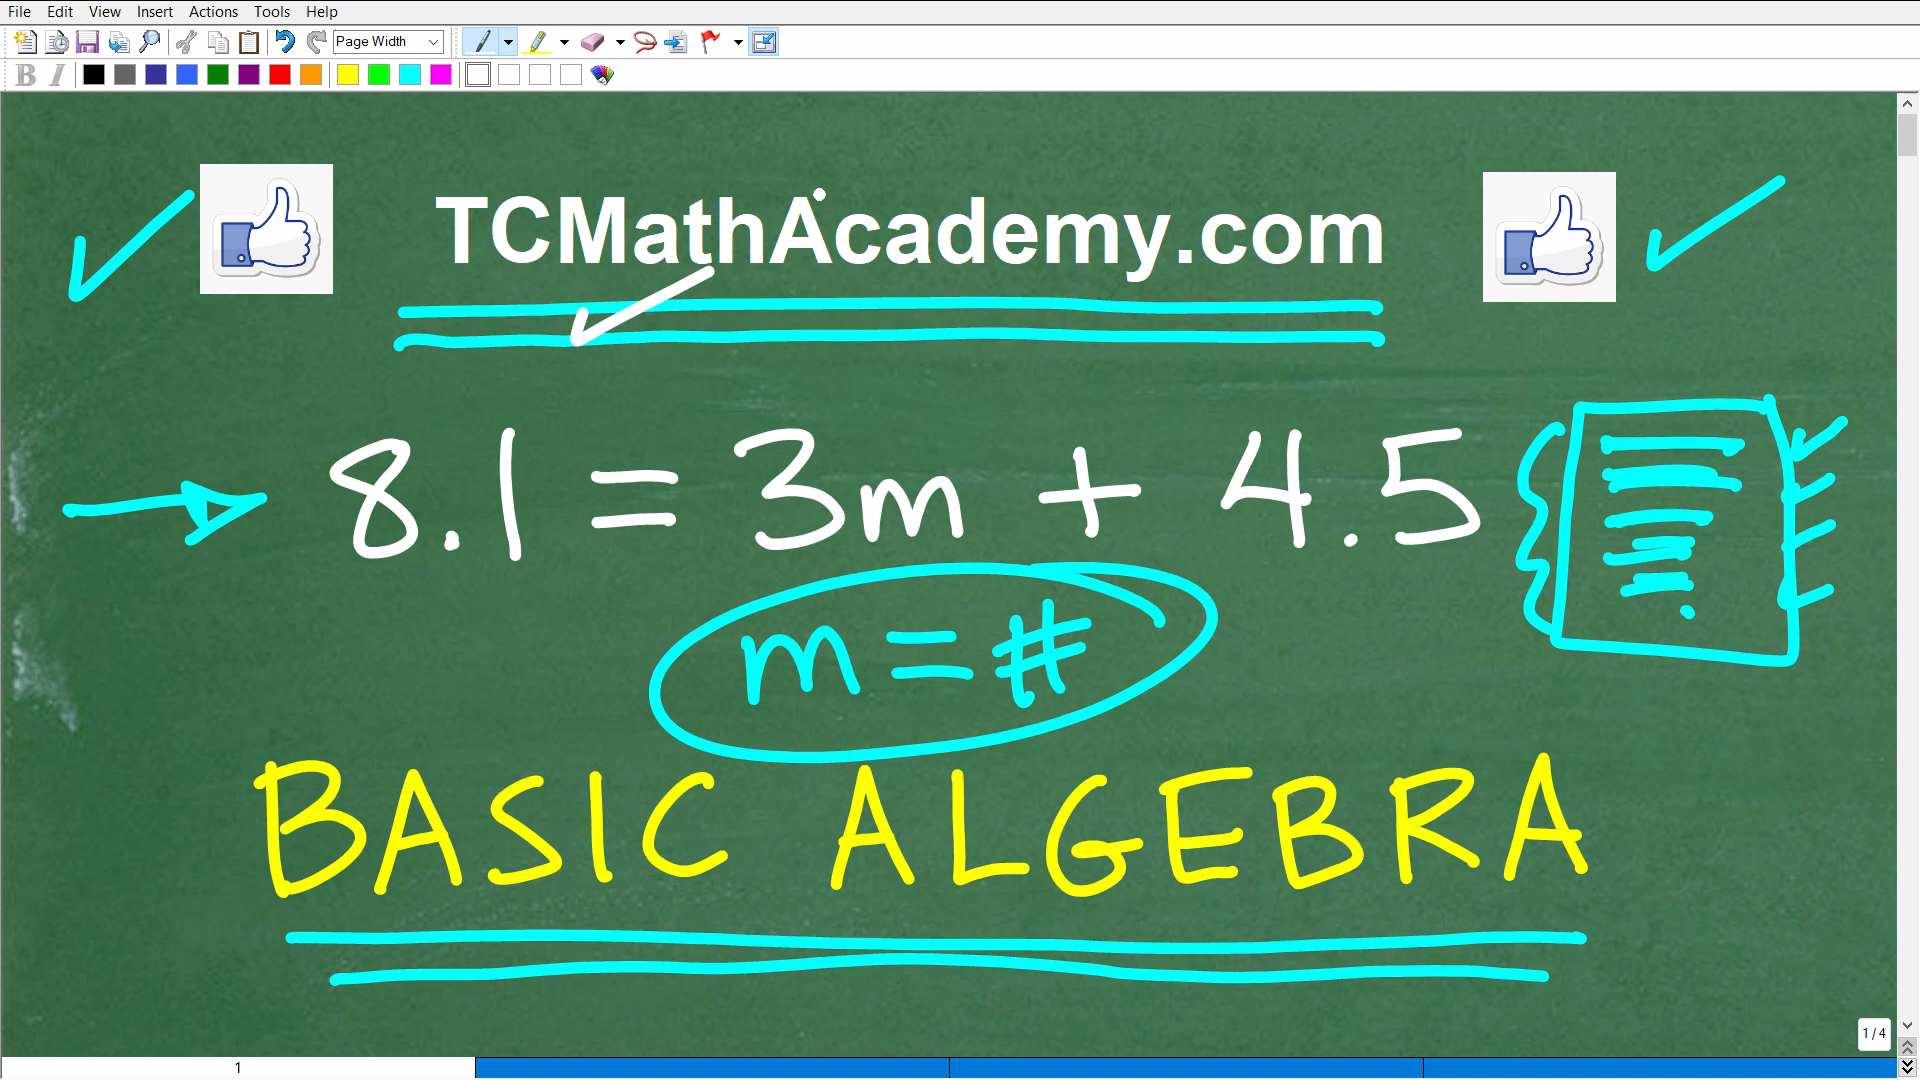 File Edit View Insert Actions Tools Help
Page Width
B I
TCMathAcademy.com
8.1 = 3m + 4.5
m = #
BASIC ALGEBRA
1 / 4
1